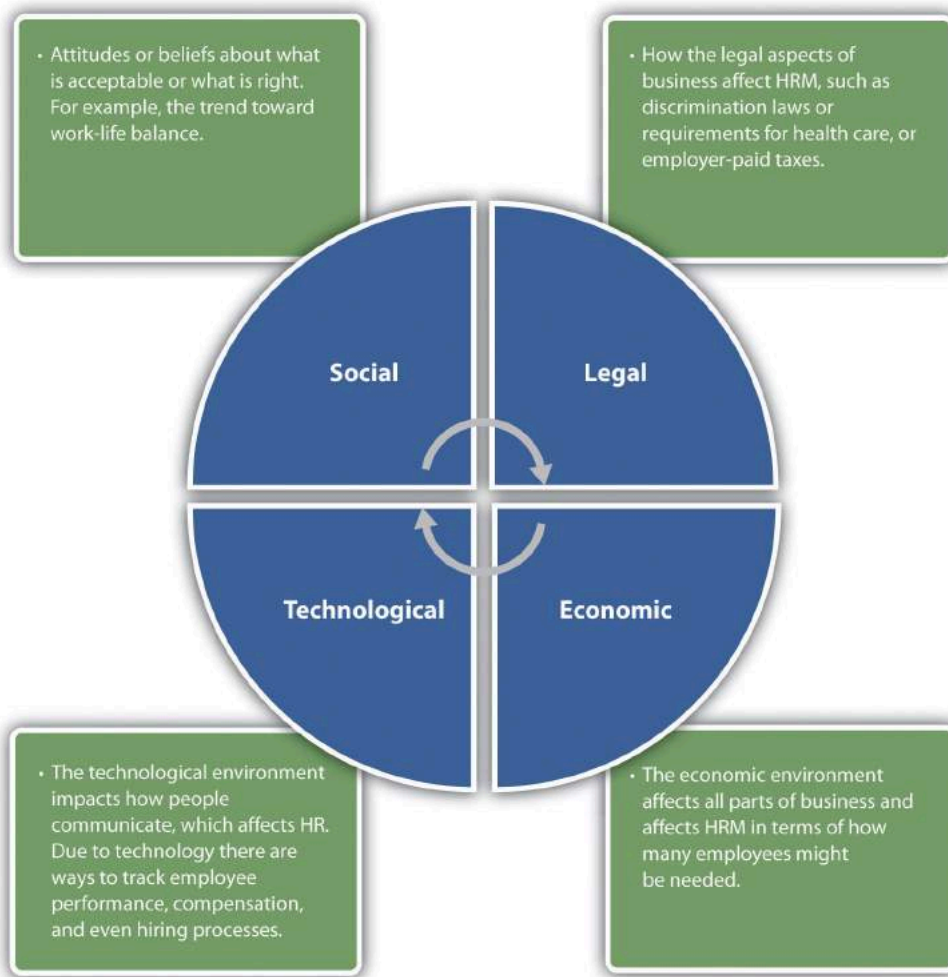 · Attitudes or beliefs about what
is acceptable or what is right.
For example, the trend toward
work-life balance.
· How the legal aspects of
business affect HRM, such as
discrimination laws or
requirements for health care, or
employer-paid taxes.
Social
Legal
Technological
Economic
· The technological environment
impacts how people
communicate, which affects HR.
Due to technology there are
ways to track employee
performance, compensation,
and even hiring processes.
· The economic environment
affects all parts of business and
affects HRM in terms of how
many employees might
be needed.